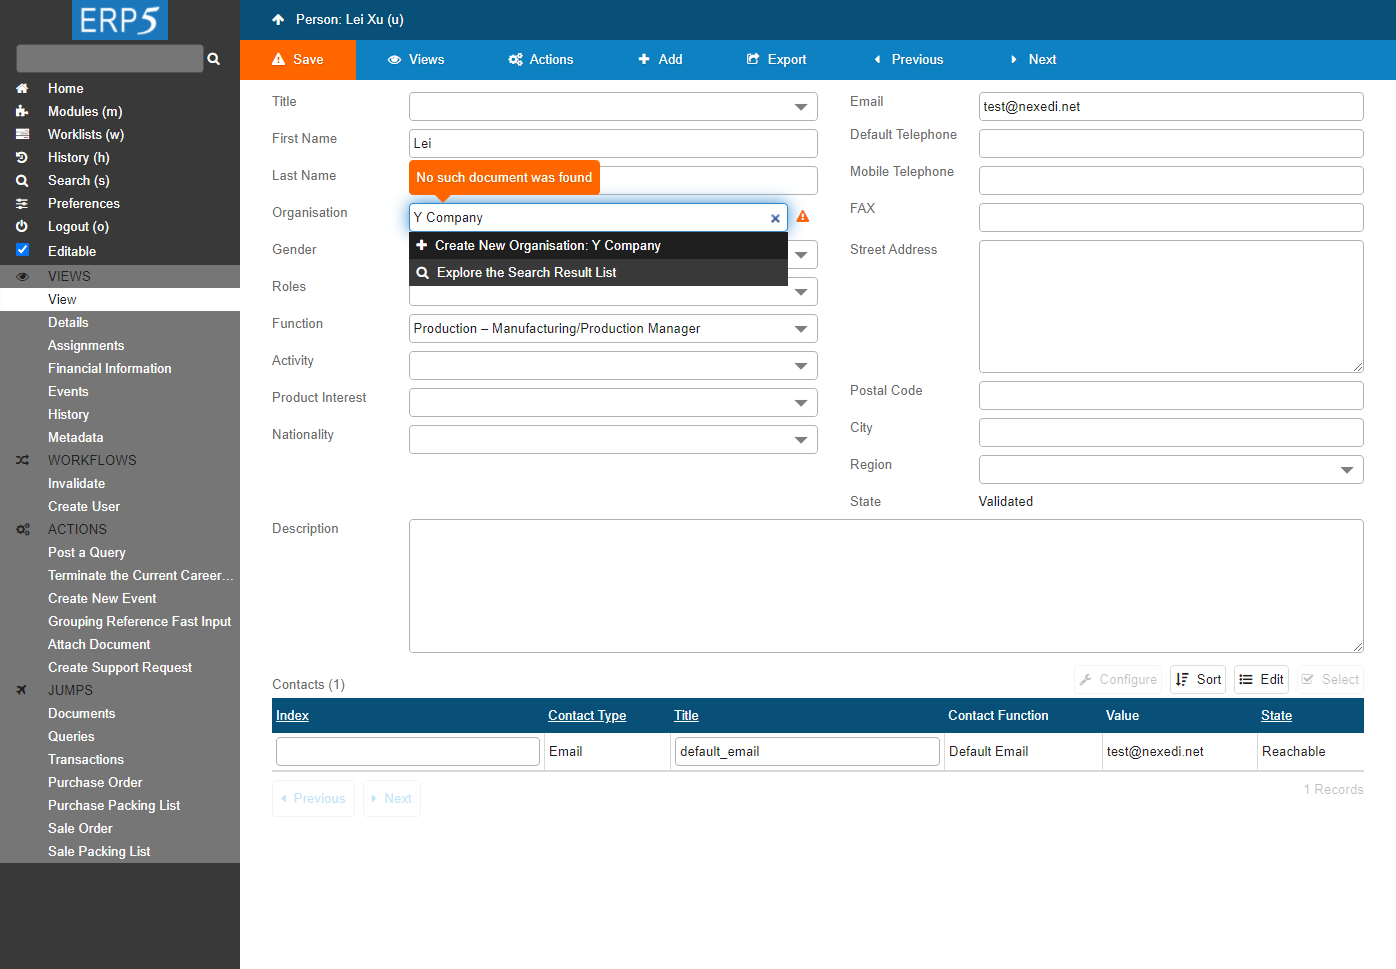 ERP5
Home
Modules (m)
Worklists (w)
History (h)
Search (s)
Preferences
Logout (o)
Editable
VIEWS
View
Details
Assignments
Financial Information
Events
History
Metadata
WORKFLOWS
Invalidate
Create User
ACTIONS
Post a Query
Terminate the Current Career...
Create New Event
Grouping Reference Fast Input
Attach Document
Create Support Request
JUMPS
Documents
Queries
Transactions
Purchase Order
Purchase Packing List
Sale Order
Sale Packing List
Person: Lei Xu (u)
Save Views Actions Add Export Previous Next
Title
First Name Lei
Last Name
No such document was found
Organisation Y Company
Create New Organisation: Y Company
Explore the Search Result List
Gender
Roles
Function Production – Manufacturing/Production Manager
Activity
Product Interest
Nationality
Email test@nexedi.net
Default Telephone
Mobile Telephone
FAX
Street Address
Postal Code
City
Region
State Validated
Description
Contacts (1)
Configure Sort Edit Select
Index Contact Type Title Contact Function Value State
Email default_email Default Email test@nexedi.net Reachable
Previous Next
1 Records